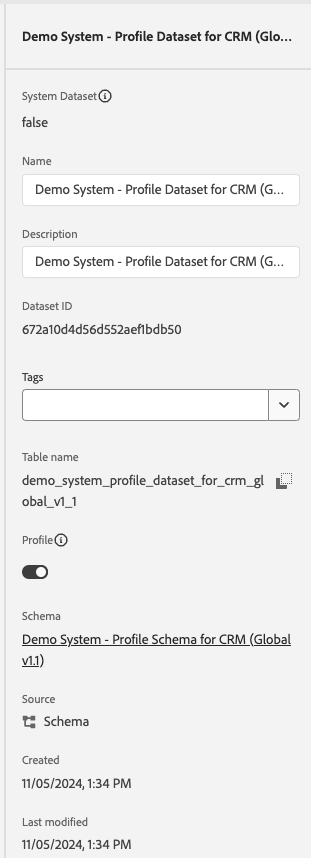 Demo System - Profile Dataset for CRM (Glo...
System Dataset
false
Name
Demo System - Profile Dataset for CRM (G...
Description
Demo System - Profile Dataset for CRM (G...
Dataset ID
672a10d4d56d552aef1bdb50
Tags
Table name
demo_system_profile_dataset_for_crm_gl
obal_v1_1
Profile
Schema
Demo System - Profile Schema for CRM (Global
v1.1)
Source
Schema
Created
11/05/2024, 1:34 PM
Last modified
11/05/2024, 1:34 PM